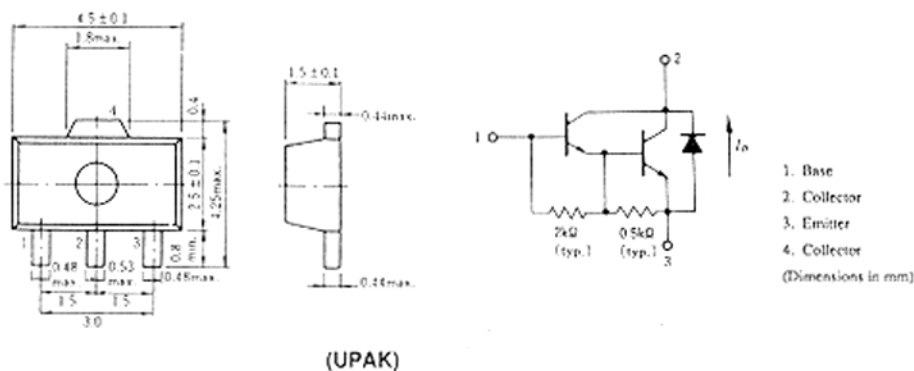 4.5±0.1
1.8max.
4
0.4
2.5±0.1
4.25max.
0.8
min.
1
2
3
0.48
max.
0.53
max.
0.48max.
1.5
1.5
3.0
1.5±0.1
0.44max.
0.44max.
2
1
2kΩ
(typ.)
0.5kΩ
(typ.)
3
1. Base
2. Collector
3. Emitter
4. Collector
(Dimensions in mm)
(UPAK)